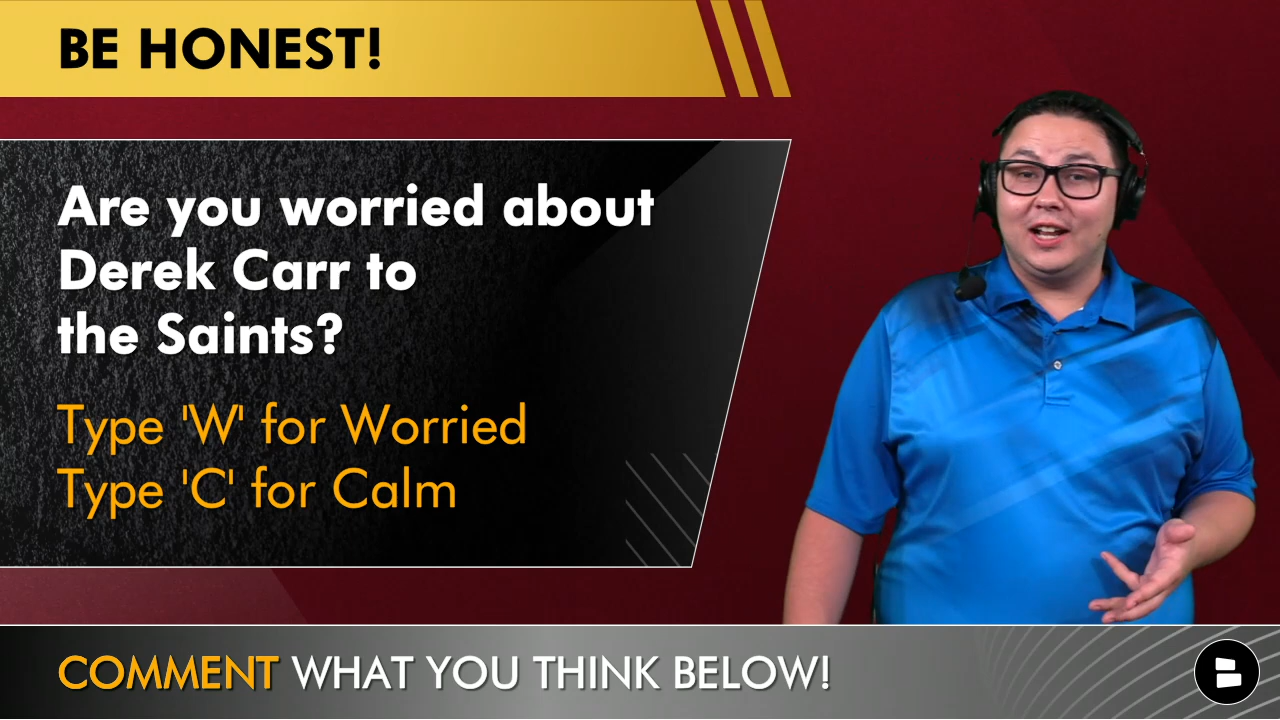 BE HONEST!
Are you worried about
Derek Carr to
the Saints?
Type 'W' for Worried
Type 'C' for Calm
COMMENT WHAT YOU THINK BELOW!